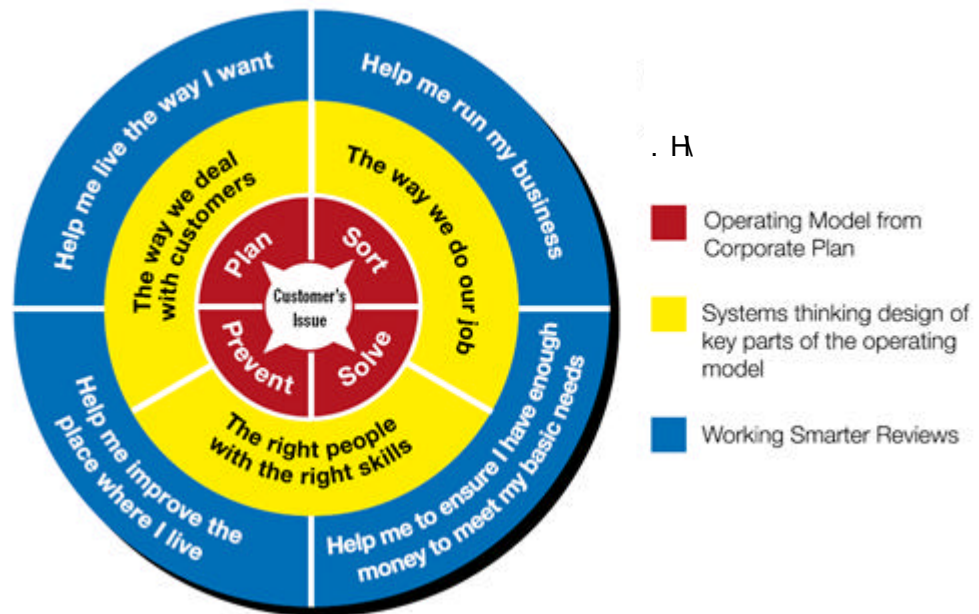 Help me live the way I want
Help me run my business
The way we deal
with customers
The way we do our job
Plan
Sort
Customer's
Issue
Prevent
Solve
The right people
with the right skills
Help me improve the
place where I live
Help me to ensure I have enough
money to meet my basic needs
Operating Model from
Corporate Plan
Systems thinking design of
key parts of the operating
model
Working Smarter Reviews